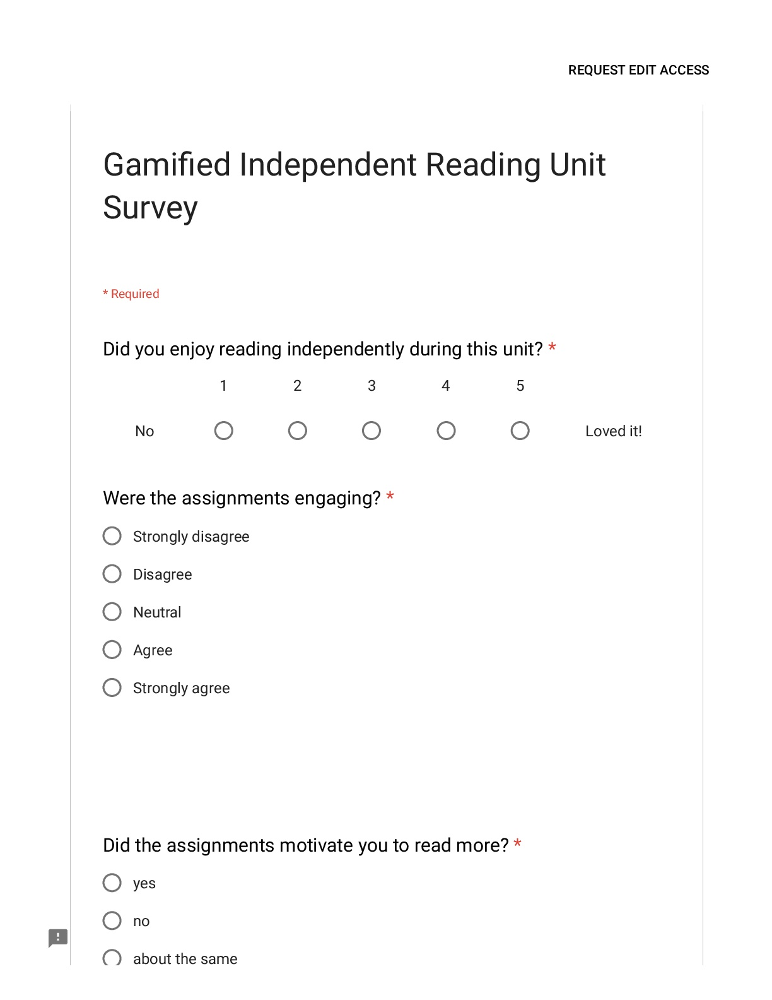 REQUEST EDIT ACCESS
Gamified Independent Reading Unit
Survey
* Required
Did you enjoy reading independently during this unit? *
1 2 3 4 5
No Loved it!
Were the assignments engaging? *
Strongly disagree
Disagree
Neutral
Agree
Strongly agree
Did the assignments motivate you to read more? *
yes
no
about the same